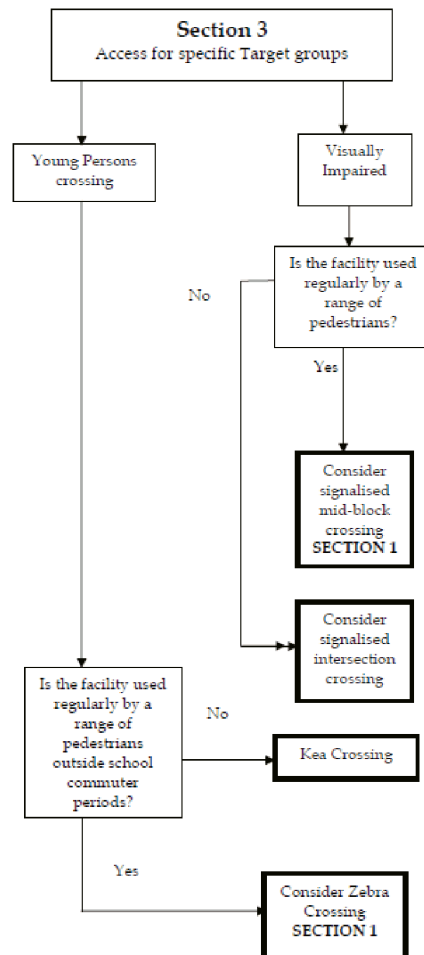 Section 3
Access for specific Target groups
Young Persons
crossing
Visually
Impaired
Is the facility used
regularly by a
range of
pedestrians?
No
Yes
Consider
signalised
mid-block
crossing
SECTION 1
Consider
signalised
intersection
crossing
Is the facility used
regularly by a
range of
pedestrians
outside school
commuter
periods?
No
Kea Crossing
Yes
Consider Zebra
Crossing
SECTION 1